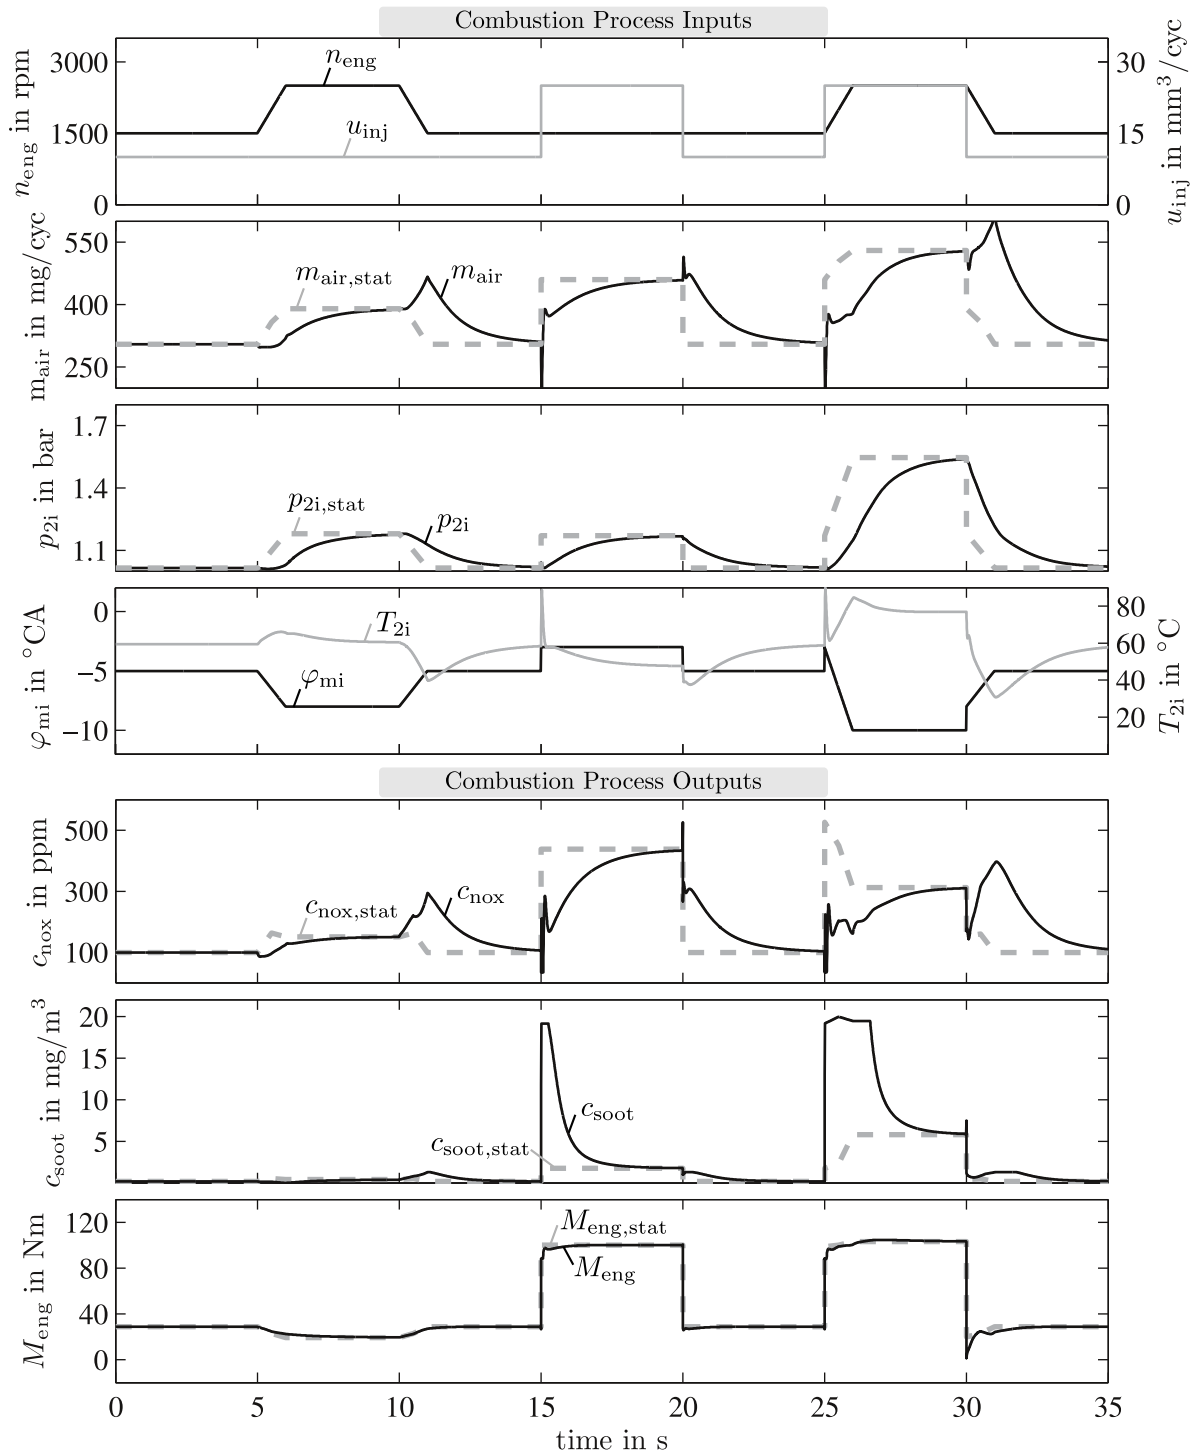 Combustion Process Inputs
n_eng in rpm
3000
1500
0
n_eng
u_inj
30
15
0
u_inj in mm³/cyc
m_air in mg/cyc
550
400
250
m_air,stat
m_air
p_2i in bar
1.7
1.4
1.1
p_2i,stat
p_2i
φ_mi in °CA
0
−5
−10
T_2i
φ_mi
80
60
40
20
T_2i in °C
Combustion Process Outputs
c_nox in ppm
500
300
100
c_nox,stat
c_nox
c_soot in mg/m³
20
15
10
5
c_soot
c_soot,stat
M_eng in Nm
120
80
40
0
M_eng,stat
M_eng
0 5 10 15 20 25 30 35
time in s